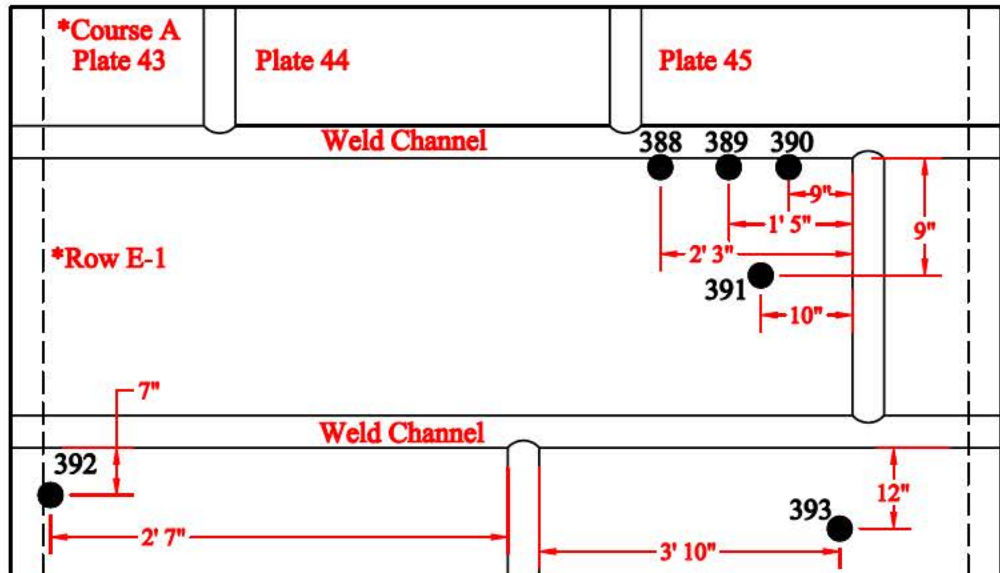 *Course A
Plate 43
Plate 44
Plate 45
Weld Channel
388
389
390
9"
1' 5"
2' 3"
9"
*Row E-1
391
10"
7"
Weld Channel
392
12"
393
2' 7"
3' 10"